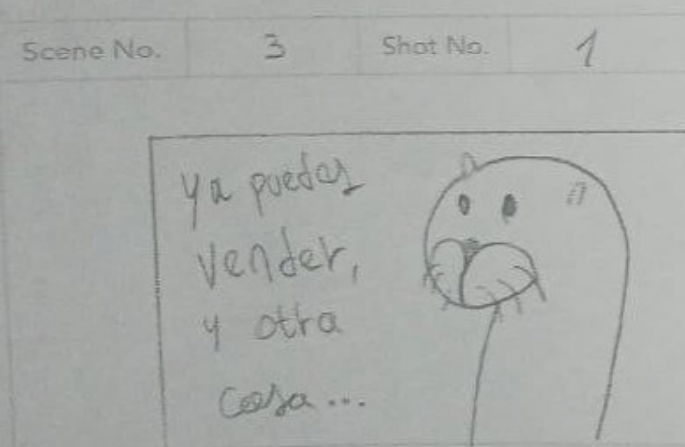 Scene No. 3 Shot No. 1
ya puedes
vender,
y otra
cosa...